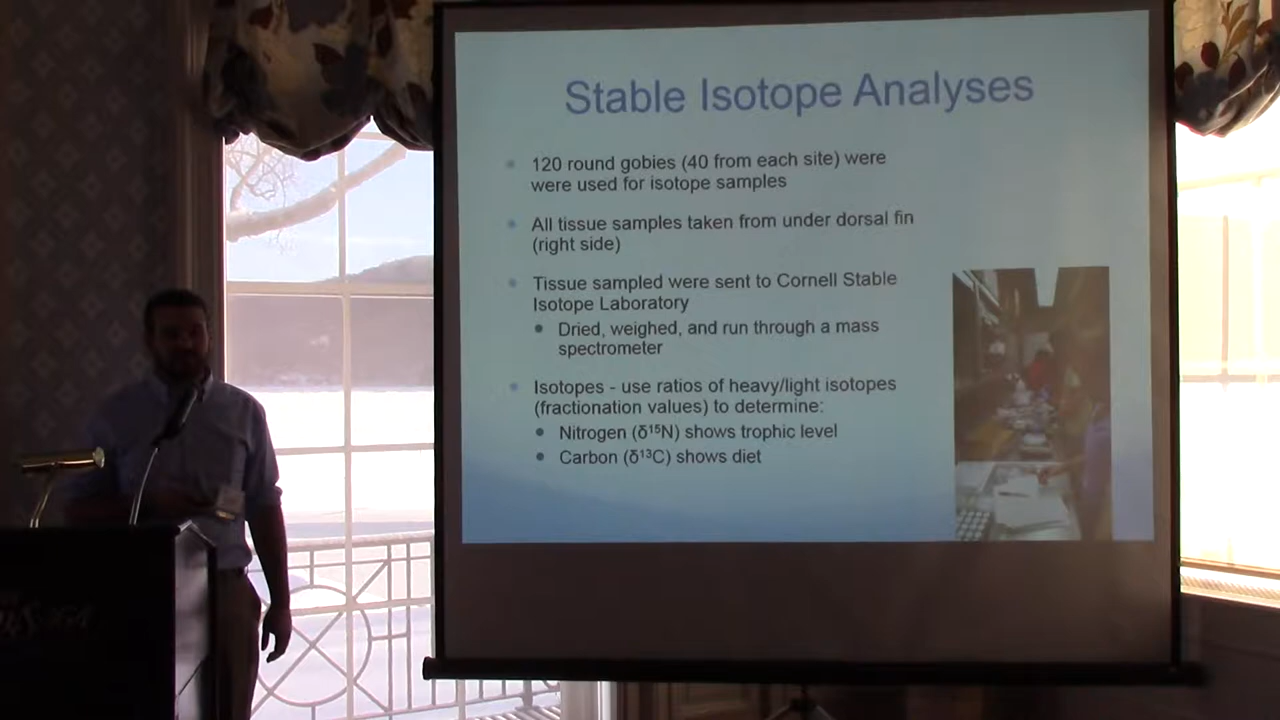 Stable Isotope Analyses
120 round gobies (40 from each site) were
were used for isotope samples
All tissue samples taken from under dorsal fin
(right side)
Tissue sampled were sent to Cornell Stable
Isotope Laboratory
Dried, weighed, and run through a mass
spectrometer
Isotopes - use ratios of heavy/light isotopes
(fractionation values) to determine:
Nitrogen (δ¹⁵N) shows trophic level
Carbon (δ¹³C) shows diet